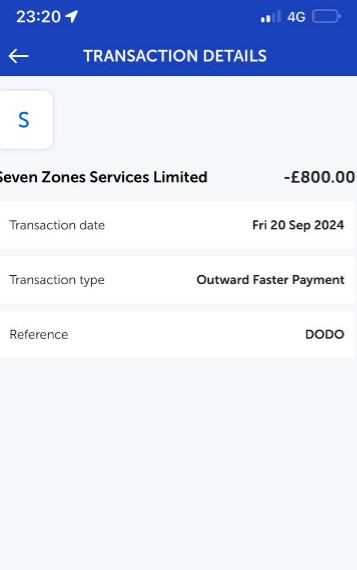 23:20 4G
TRANSACTION DETAILS
S
Seven Zones Services Limited -£800.00
Transaction date Fri 20 Sep 2024
Transaction type Outward Faster Payment
Reference DODO